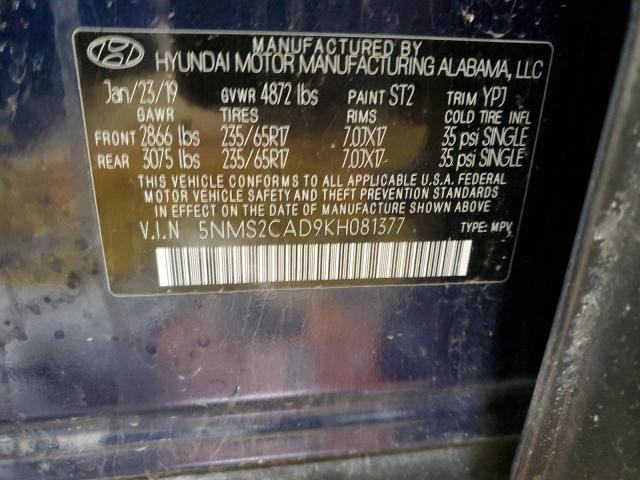 MANUFACTURED BY
HYUNDAI MOTOR MANUFACTURING ALABAMA, LLC
Jan/23/19 GVWR 4872 lbs PAINT ST2 TRIM YPJ
GAWR TIRES RIMS COLD TIRE INFL
FRONT 2866 lbs 235/65R17 7.0JX17 35 psi SINGLE
REAR 3075 lbs 235/65R17 7.0JX17 35 psi SINGLE
THIS VEHICLE CONFORMS TO ALL APPLICABLE U.S.A. FEDERAL
MOTOR VEHICLE SAFETY AND THEFT PREVENTION STANDARDS
IN EFFECT ON THE DATE OF MANUFACTURE SHOWN ABOVE.
V.I.N 5NMS2CAD9KH081377 TYPE: MPV